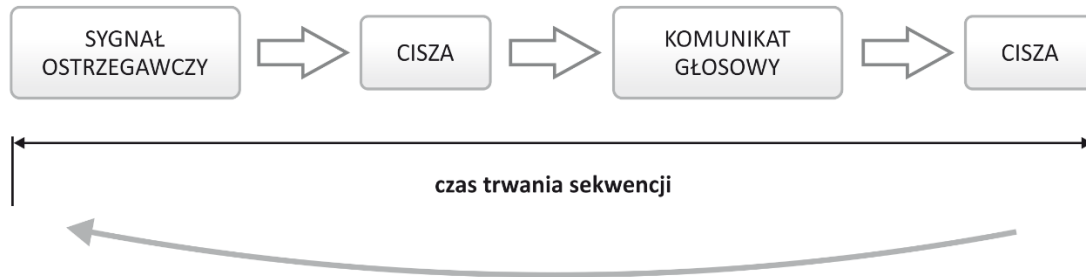 SYGNAŁ
OSTRZEGAWCZY
CISZA
KOMUNIKAT
GŁOSOWY
CISZA
czas trwania sekwencji